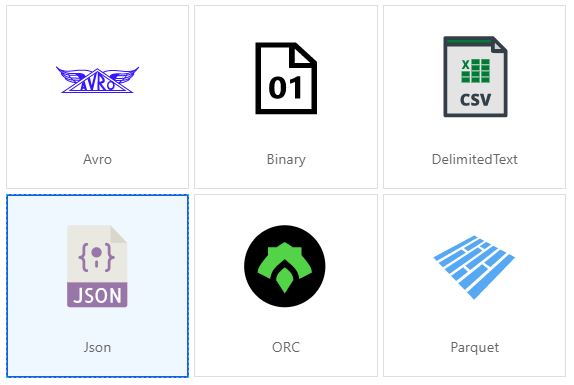 AVRO
01
X
CSV
Avro
Binary
DelimitedText
{ }
JSON
Json
ORC
Parquet